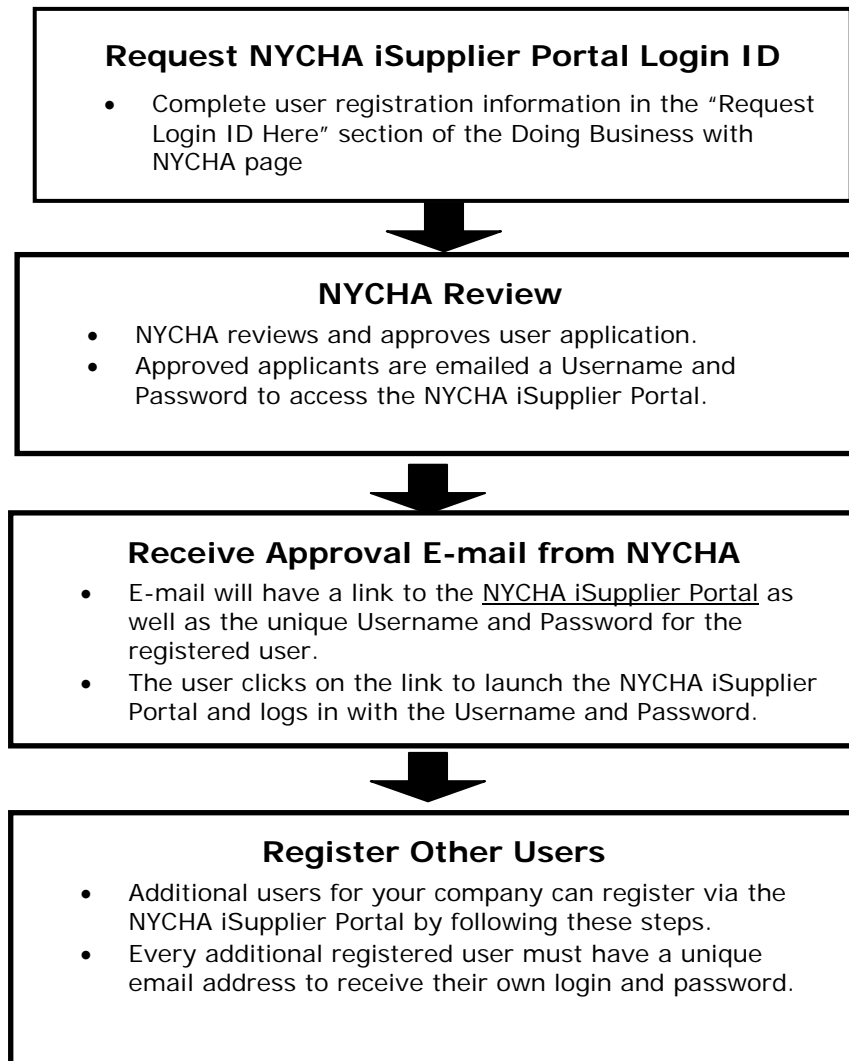 Request NYCHA iSupplier Portal Login ID
• Complete user registration information in the “Request
Login ID Here” section of the Doing Business with
NYCHA page
NYCHA Review
• NYCHA reviews and approves user application.
• Approved applicants are emailed a Username and
Password to access the NYCHA iSupplier Portal.
Receive Approval E-mail from NYCHA
• E-mail will have a link to the NYCHA iSupplier Portal as
well as the unique Username and Password for the
registered user.
• The user clicks on the link to launch the NYCHA iSupplier
Portal and logs in with the Username and Password.
Register Other Users
• Additional users for your company can register via the
NYCHA iSupplier Portal by following these steps.
• Every additional registered user must have a unique
email address to receive their own login and password.